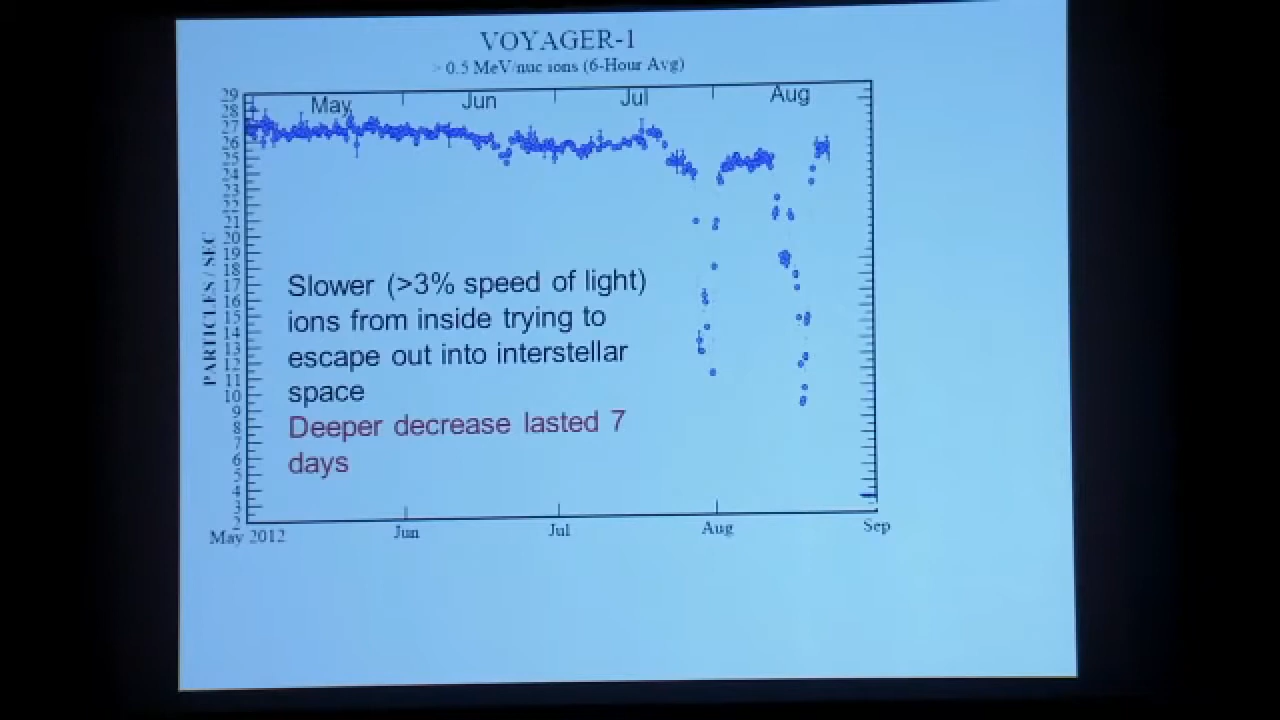 VOYAGER-1
> 0.5 MeV/nuc ions (6-Hour Avg)
29
28
27
26
25
24
23
22
21
20
19
18
17
16
15
14
13
12
11
10
9
8
7
6
5
4
3
2
PARTICLES / SEC
May Jun Jul Aug
Slower (>3% speed of light)
ions from inside trying to
escape out into interstellar
space
Deeper decrease lasted 7
days
May 2012 Jun Jul Aug Sep